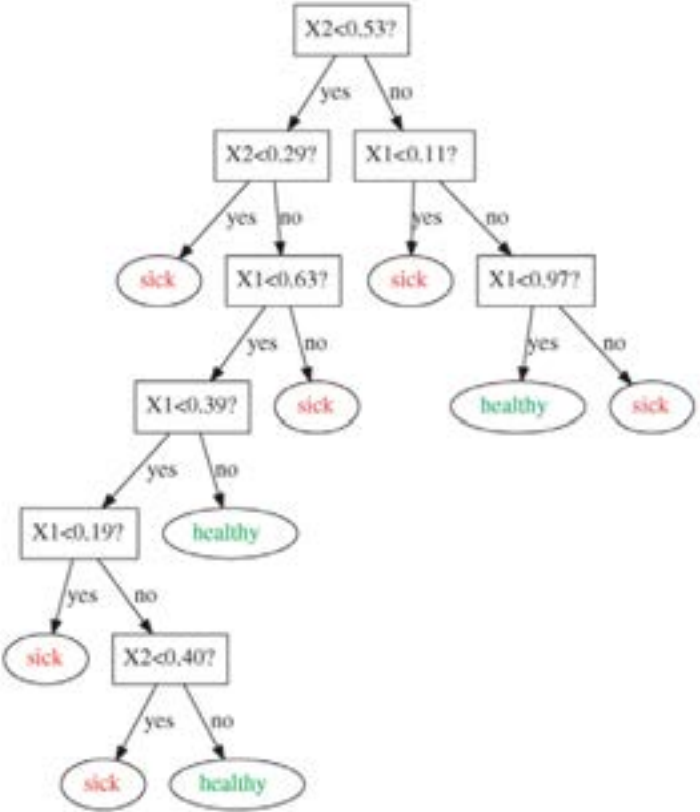 X2<0.53?
yes no
X2<0.29? X1<0.11?
yes no yes no
sick X1<0.63? sick X1<0.97?
yes no yes no
X1<0.39? sick healthy sick
yes no
X1<0.19? healthy
yes no
sick X2<0.40?
yes no
sick healthy